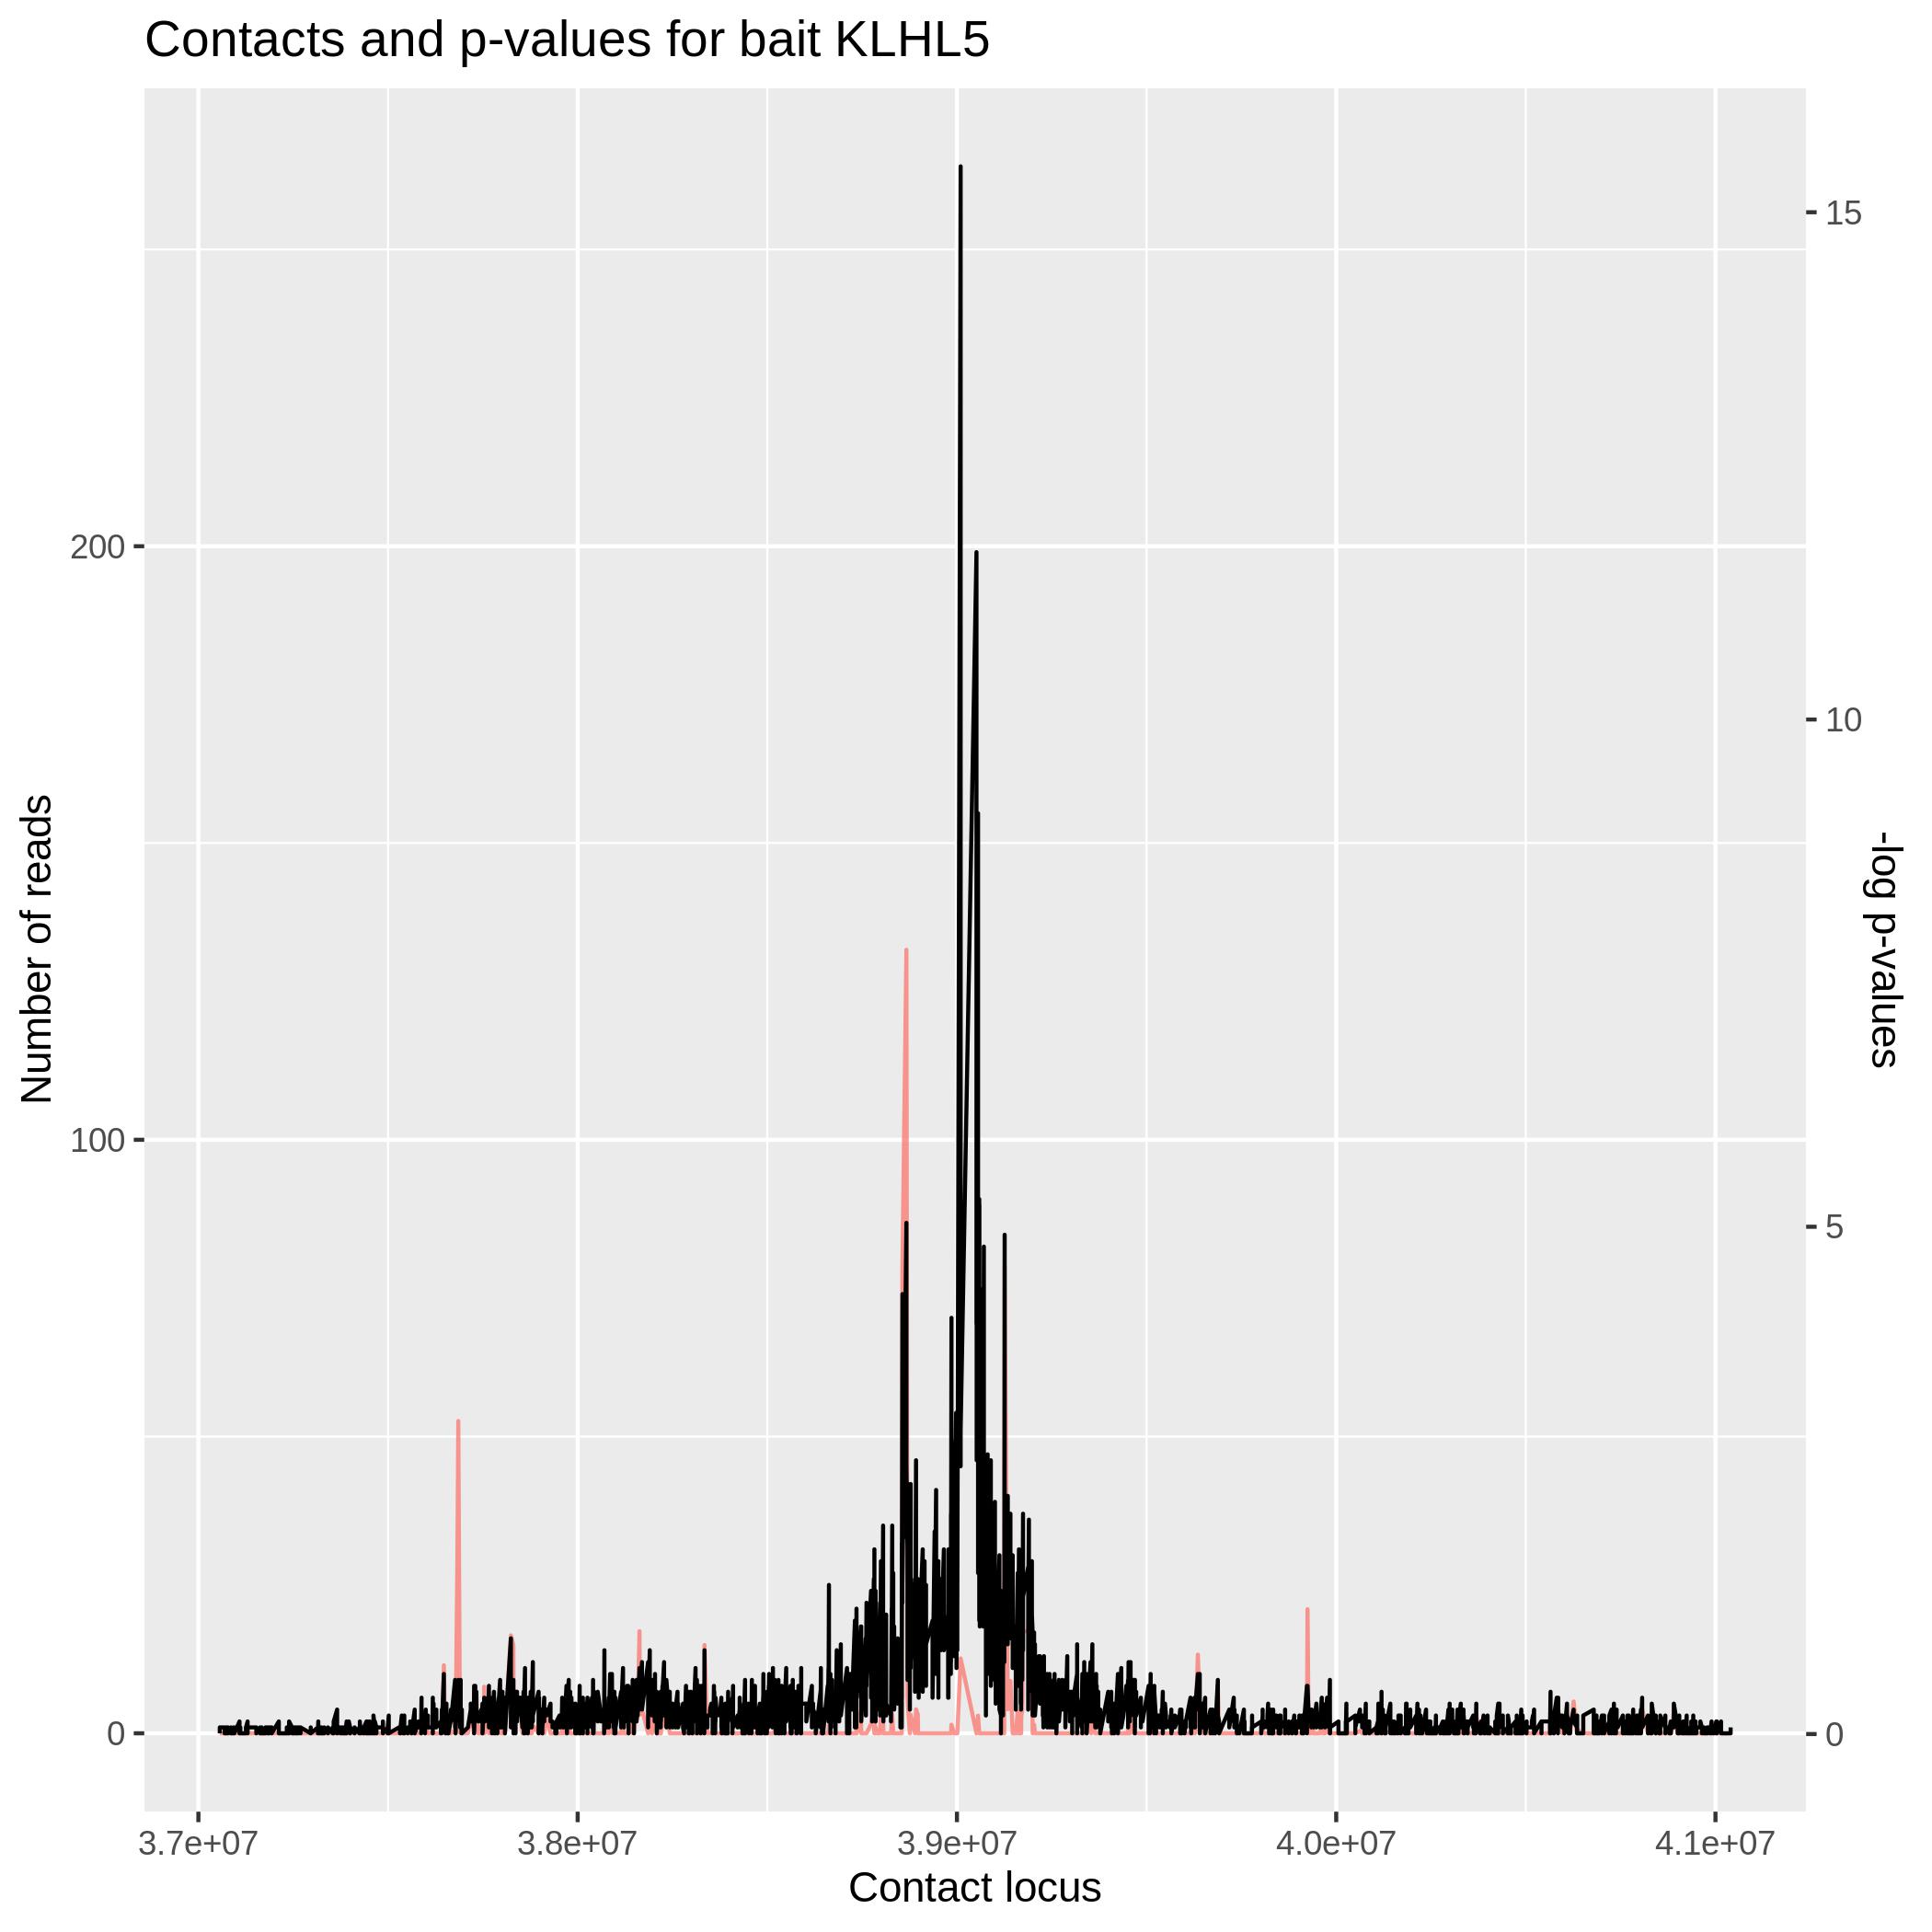 Contacts and p-values for bait KLHL5
Number of reads
200
100
0
15
10
5
0
-log p-values
3.7e+07
3.8e+07
3.9e+07
4.0e+07
4.1e+07
Contact locus